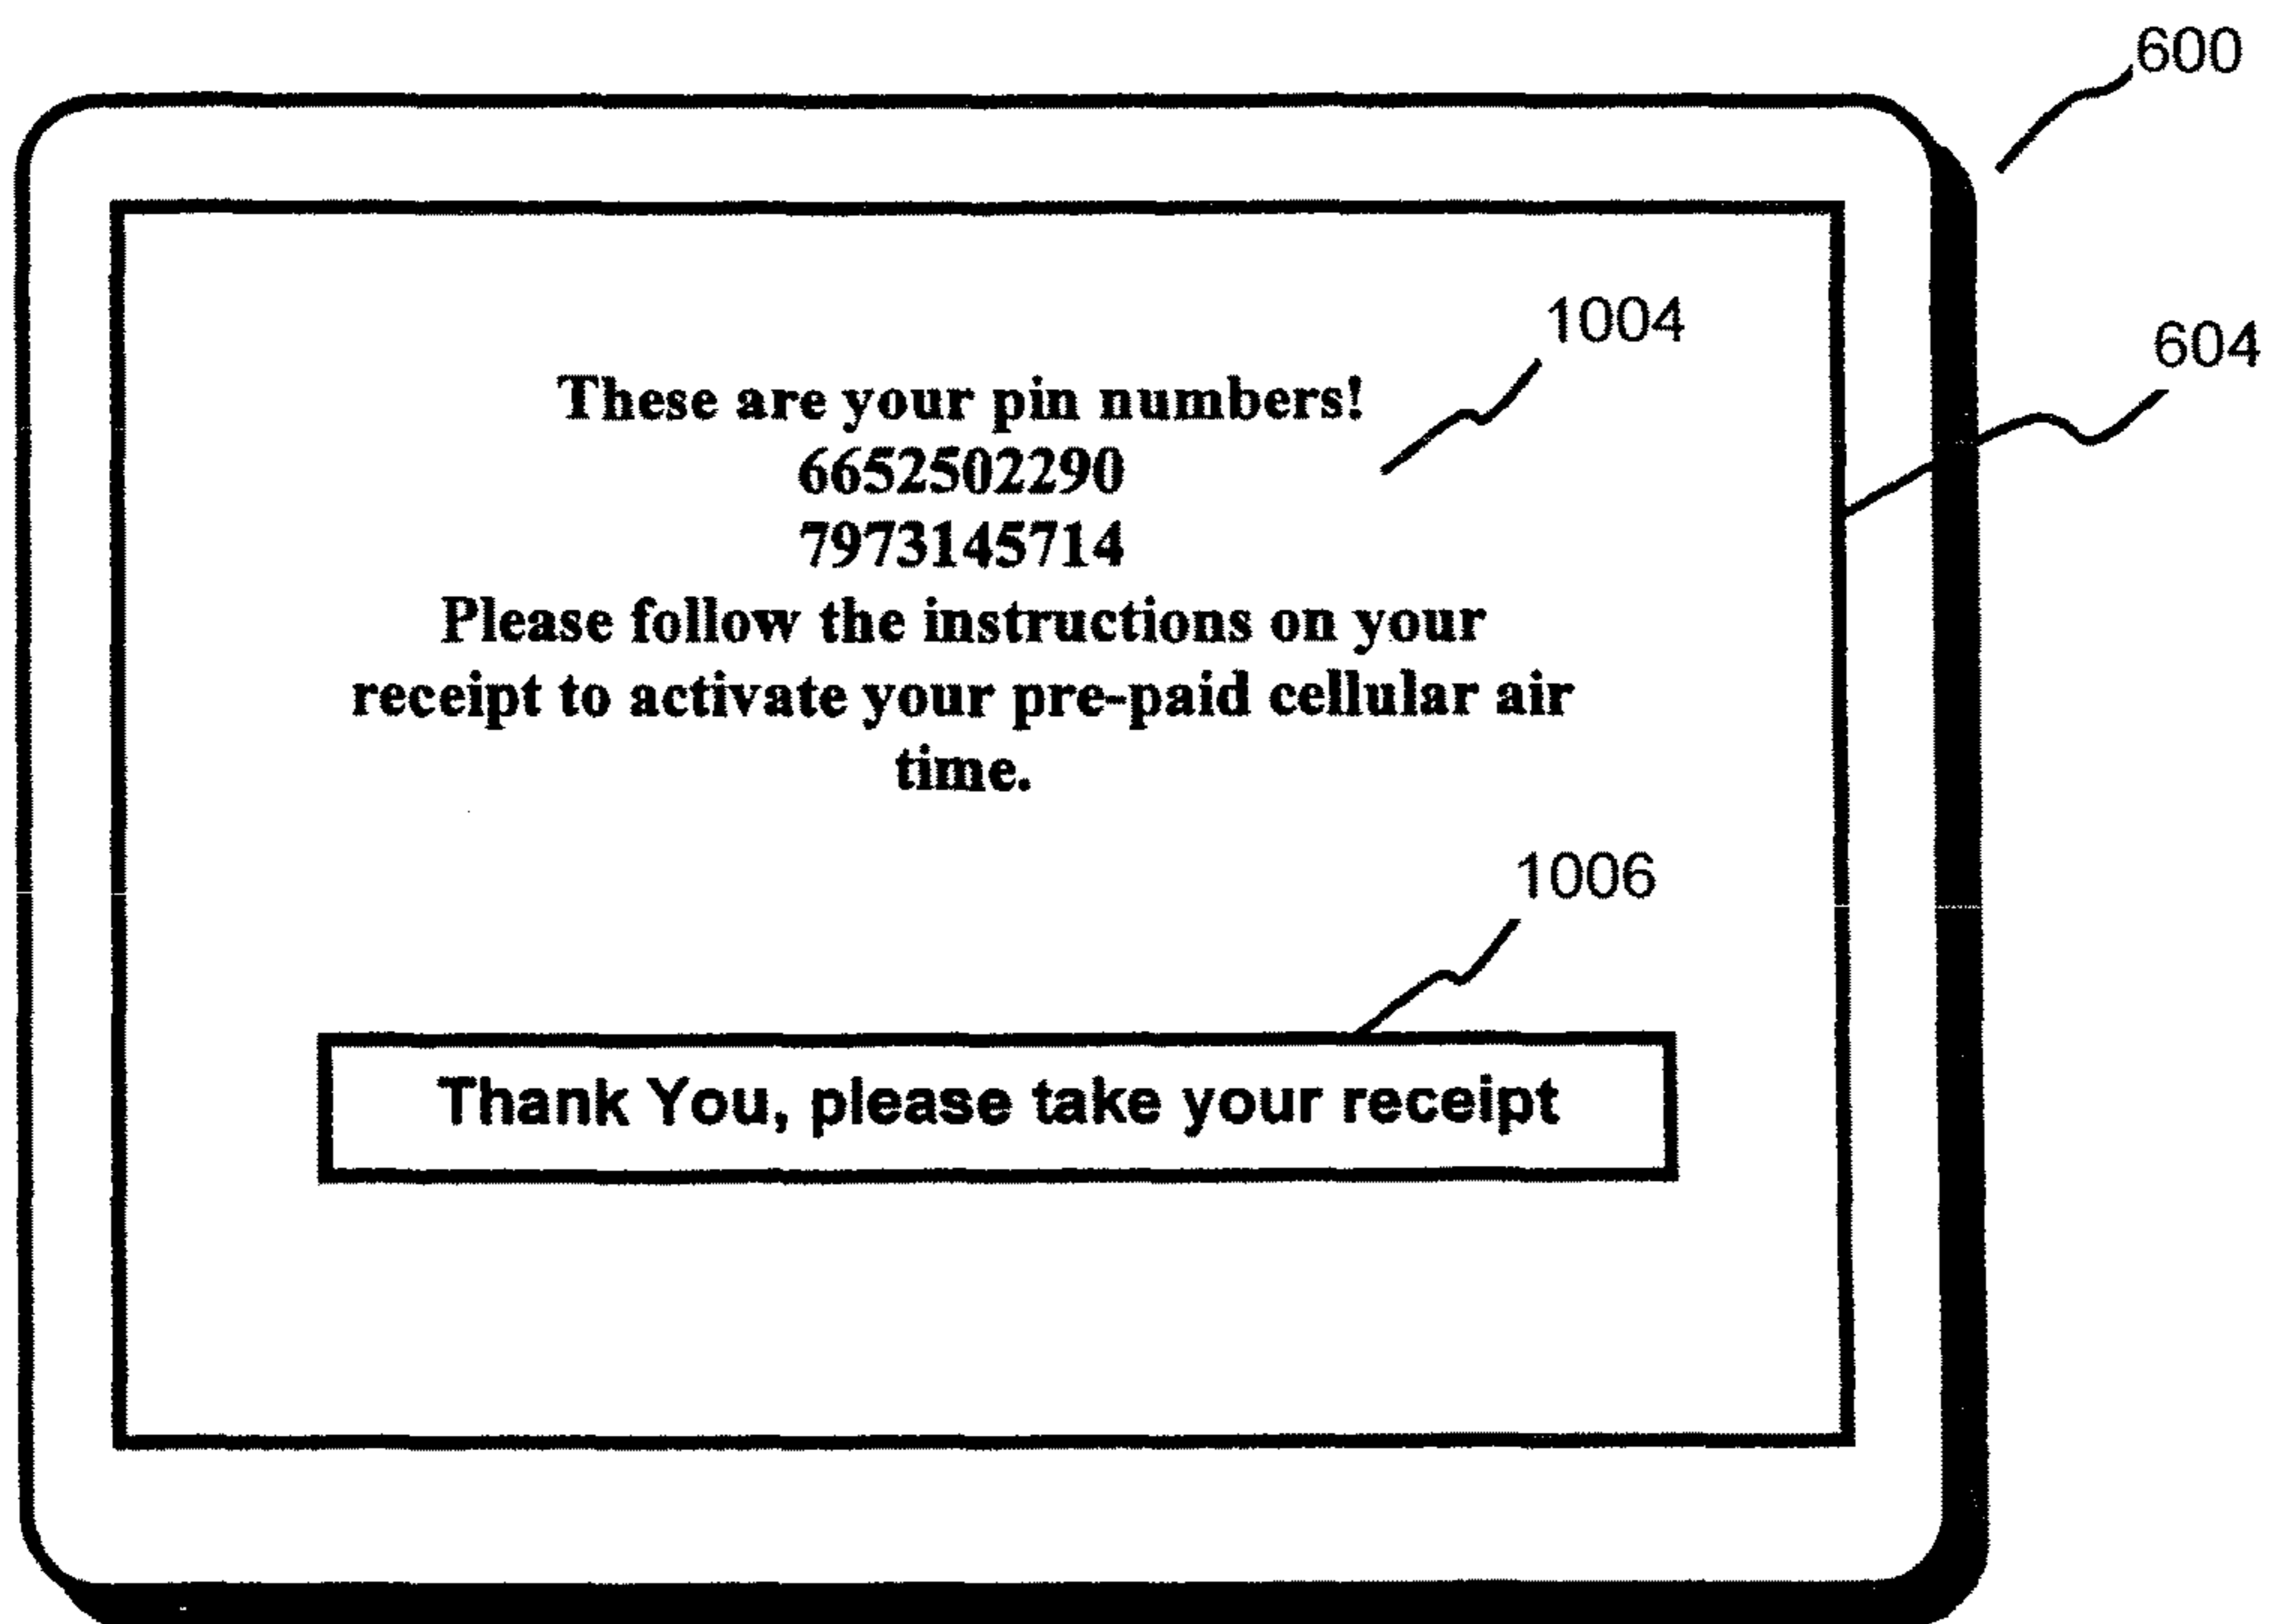 600
1004
604
These are your pin numbers!
6652502290
7973145714
Please follow the instructions on your
receipt to activate your pre-paid cellular air
time.
1006
Thank You, please take your receipt